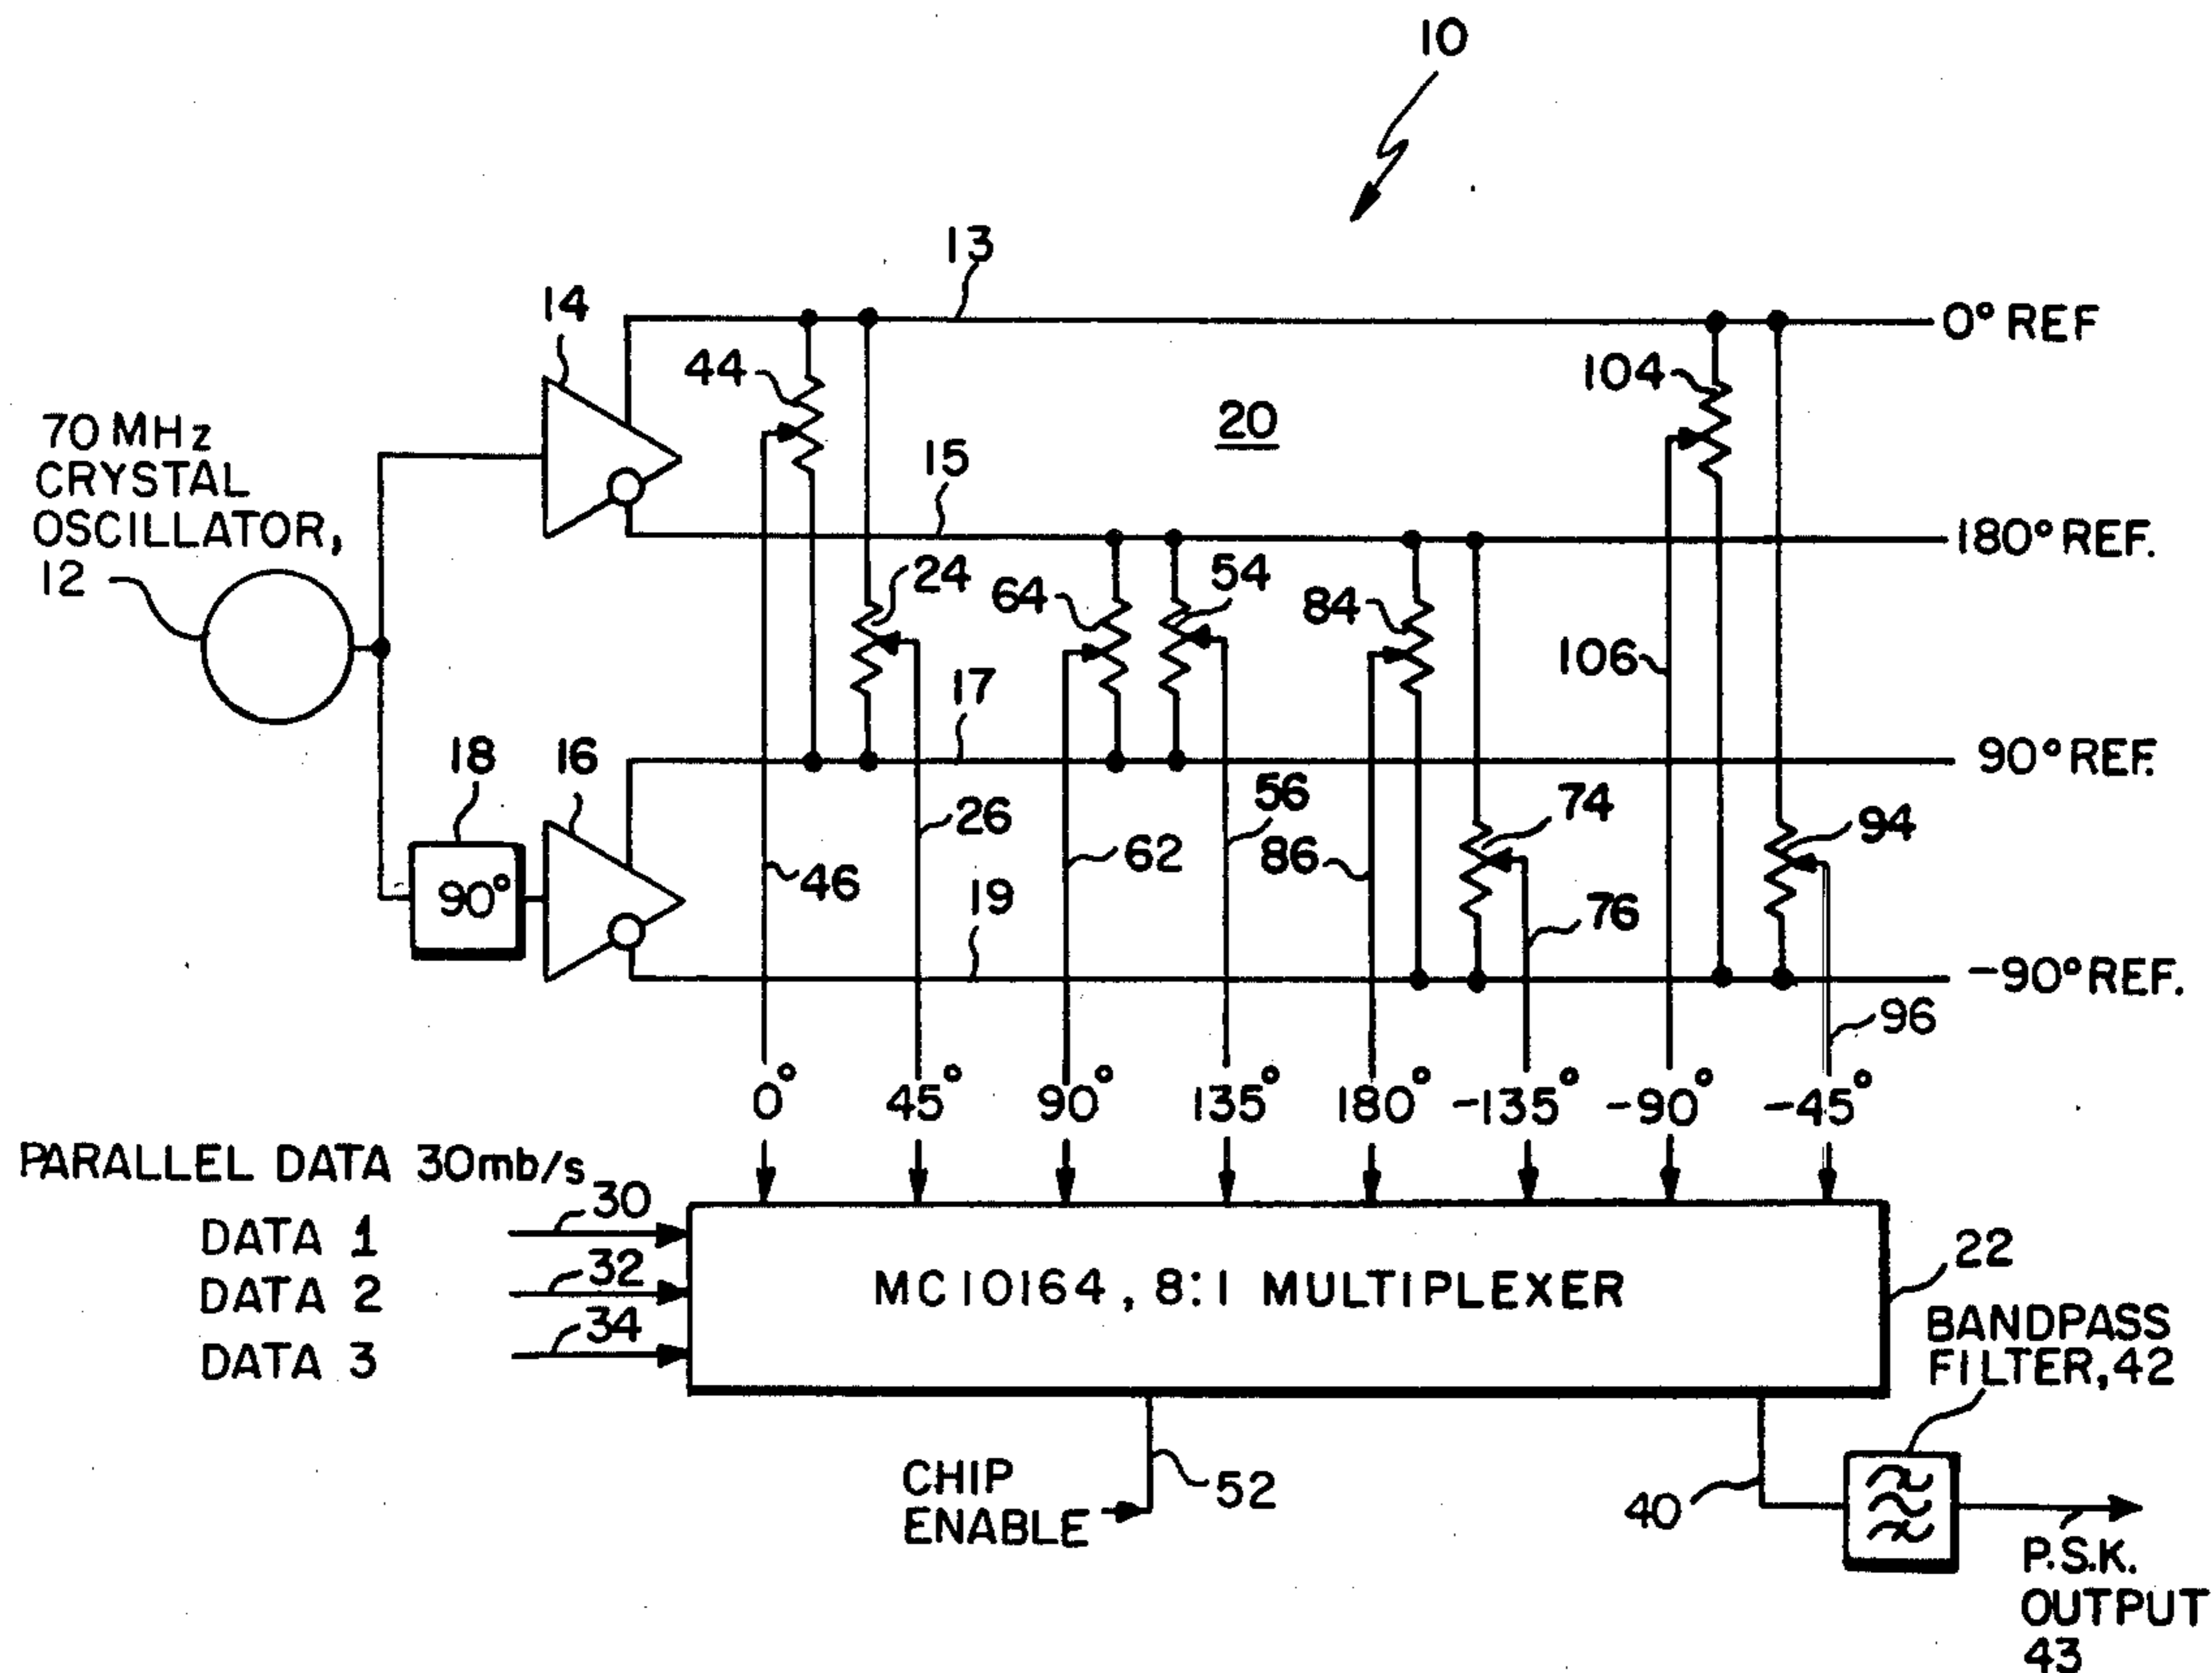 10
13
14
0° REF
44
104
70 MHz
CRYSTAL
OSCILLATOR,
12
20
15
180° REF.
24
64
54
84
106
17
90° REF.
18
16
90°
26
62
56
86
74
94
46
19
76
-90° REF.
96
0° 45° 90° 135° 180° -135° -90° -45°
PARALLEL DATA 30mb/s
30
DATA 1
32
DATA 2
34
DATA 3
MC10164, 8:1 MULTIPLEXER
22
BANDPASS
FILTER, 42
CHIP
ENABLE
52
40
P.S.K.
OUTPUT
43